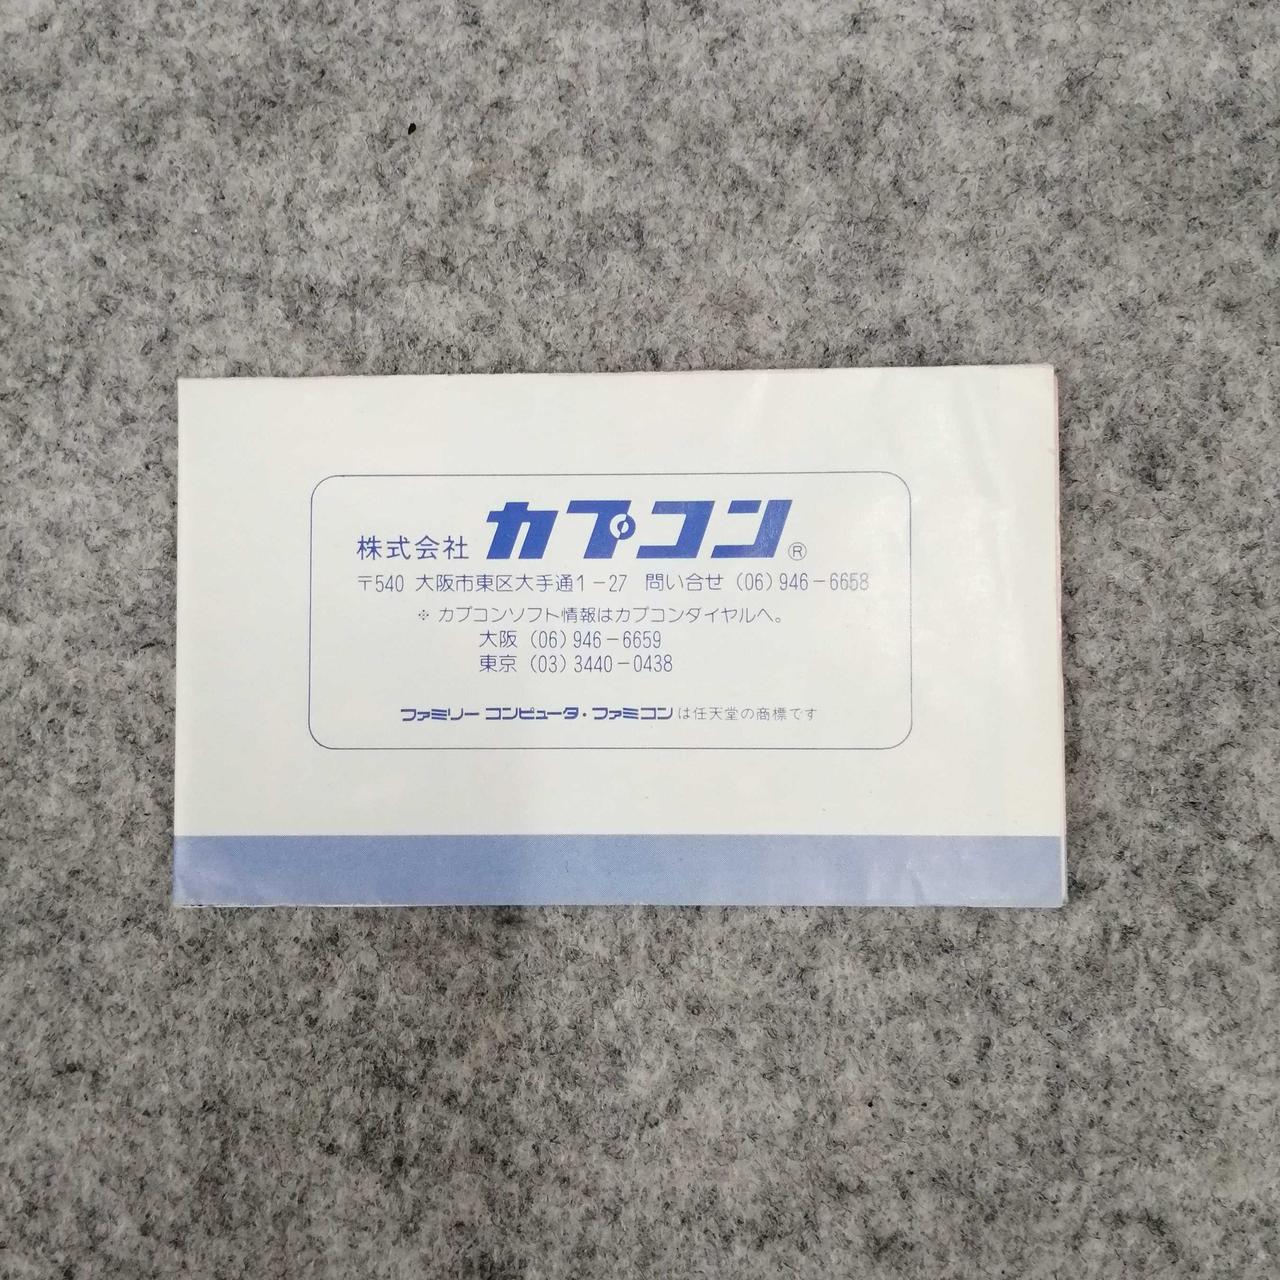 株式会社 カプコン®
〒540 大阪市東区大手通1-27 問い合せ (06)946-6658
※ カプコンソフト情報はカプコンダイヤルへ。
大阪 (06)946-6659
東京 (03)3440-0438
ファミリー コンピュータ・ファミコンは任天堂の商標です